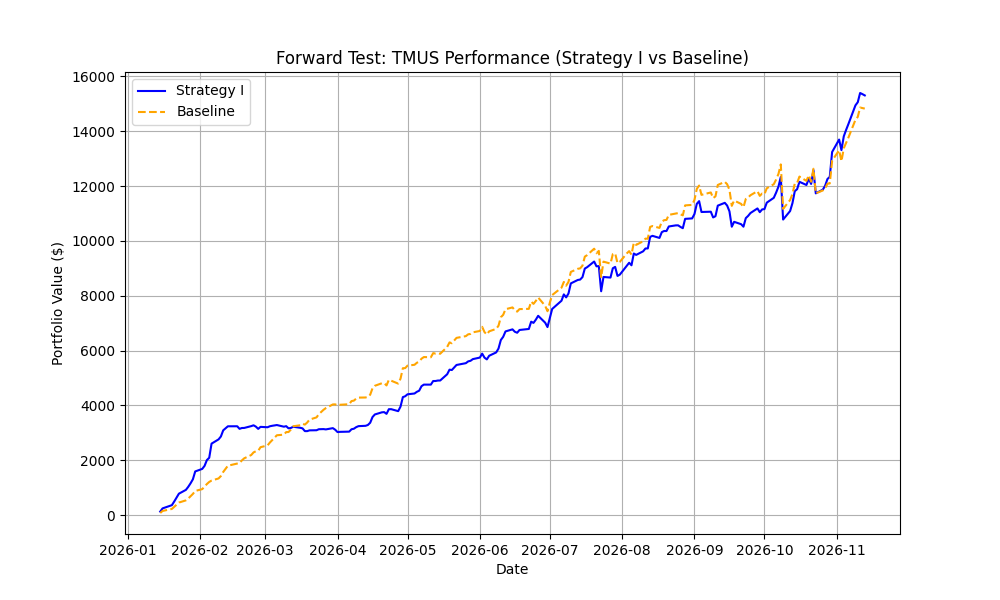 Forward Test: TMUS Performance (Strategy I vs Baseline)
Strategy I
Baseline
Portfolio Value ($)
16000
14000
12000
10000
8000
6000
4000
2000
0
2026-01 2026-02 2026-03 2026-04 2026-05 2026-06 2026-07 2026-08 2026-09 2026-10 2026-11
Date